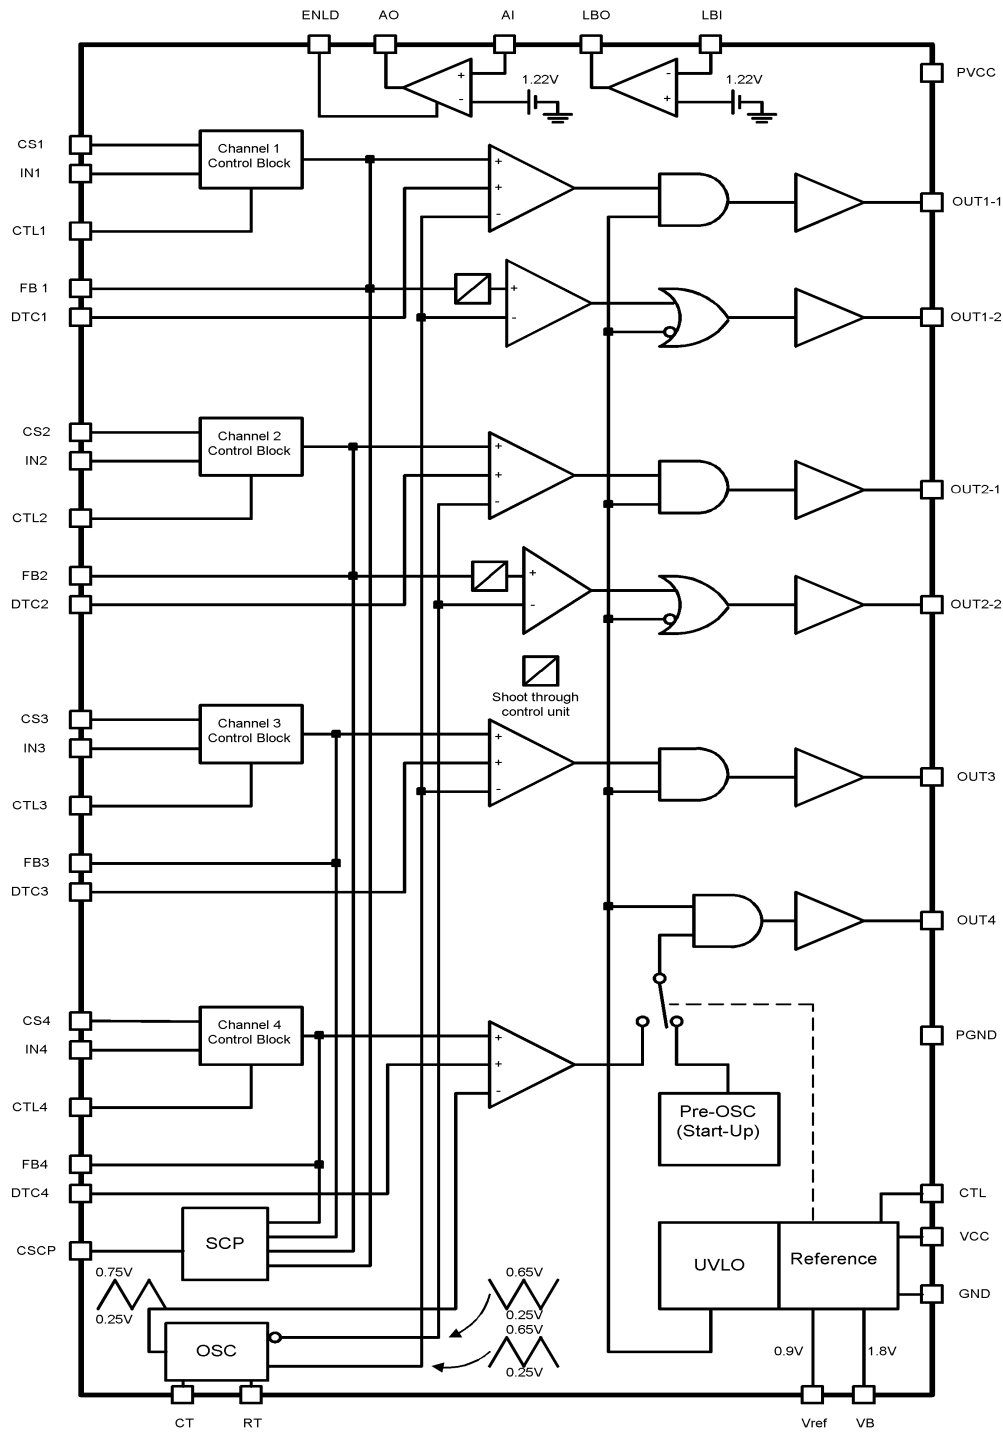 ENLD AO AI LBO LBI
PVCC
+ - 1.22V
- + 1.22V
CS1
IN1
CTL1
Channel 1
Control Block
+
+
-
OUT1-1
FB 1
DTC1
+
-
OUT1-2
CS2
IN2
CTL2
Channel 2
Control Block
+
+
-
OUT2-1
FB2
DTC2
+
-
OUT2-2
Shoot through
control unit
CS3
IN3
CTL3
Channel 3
Control Block
+
+
-
OUT3
FB3
DTC3
OUT4
CS4
IN4
CTL4
Channel 4
Control Block
+
+
-
PGND
Pre-OSC
(Start-Up)
FB4
DTC4
CTL
CSCP
SCP
UVLO
Reference
VCC
GND
0.75V
0.25V
0.65V
0.25V
0.65V
0.25V
OSC
0.9V
1.8V
CT RT Vref VB